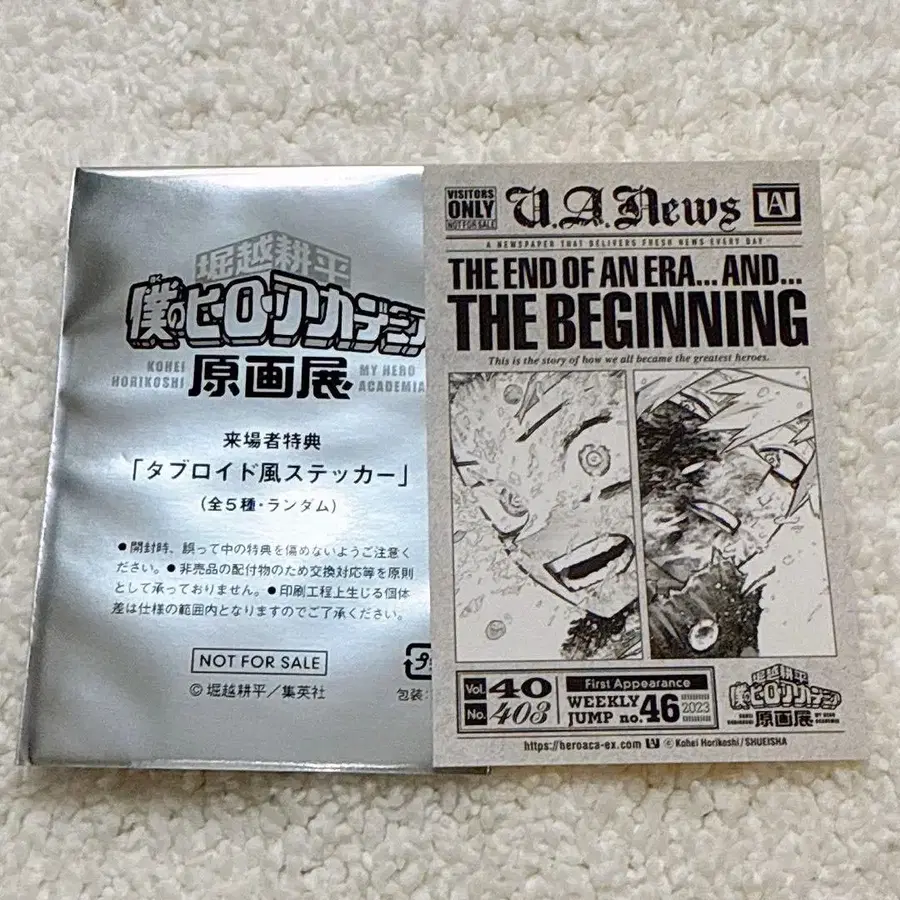 堀越耕平
僕のヒーローアカデミア
KOHEI
HORIKOSHI
原画展
MY HERO
ACADEMIA
来場者特典
「タブロイド風ステッカー」
(全5種・ランダム)
●開封時、誤って中の特典を傷めないようご注意く
ださい。●非売品の配付物のため交換対応等を原則
として承っておりません。●印刷工程上生じる個体
差は仕様の範囲内となりますのでご了承ください。
NOT FOR SALE
©堀越耕平／集英社
プラ
包装:
VISITORS
ONLY
NOT FOR SALE
U.A.News
UA
A NEWSPAPER THAT DELIVERS FRESH NEWS EVERY DAY
THE END OF AN ERA...AND...
THE BEGINNING
This is the story of how we all became the greatest heroes.
Vol. 40
No. 403
First Appearance
WEEKLY
JUMP no.46
2023
堀越耕平
僕のヒーローアカデミア
KOHEI
HORIKOSHI
原画展
MY HERO
ACADEMIA
https://heroaca-ex.com
© Kohei Horikoshi/SHUEISHA